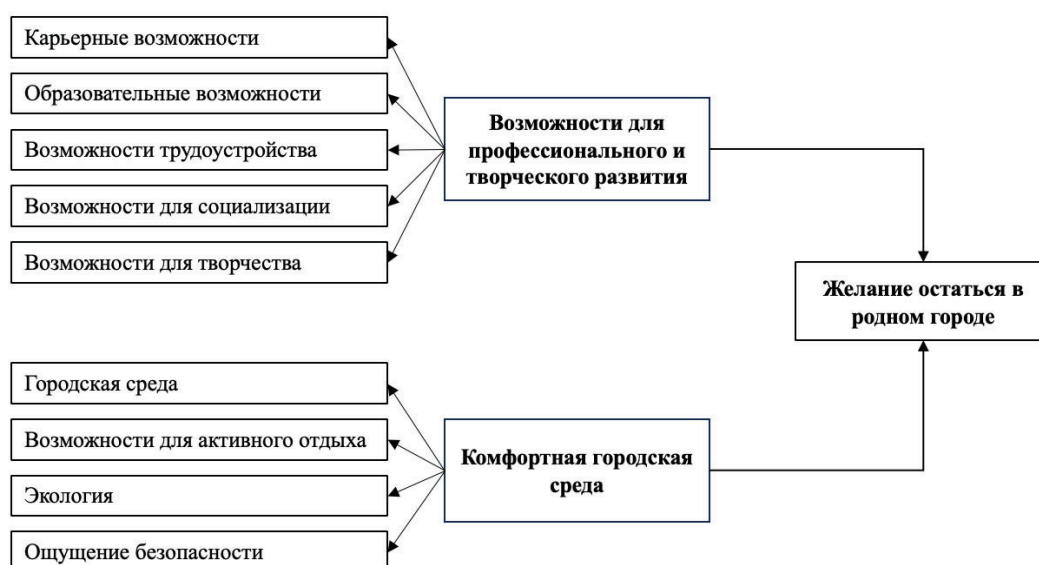 Карьерные возможности
Образовательные возможности
Возможности трудоустройства
Возможности для социализации
Возможности для творчества
Возможности для
профессионального и
творческого развития
Желание остаться в
родном городе
Городская среда
Возможности для активного отдыха
Экология
Ощущение безопасности
Комфортная городская
среда